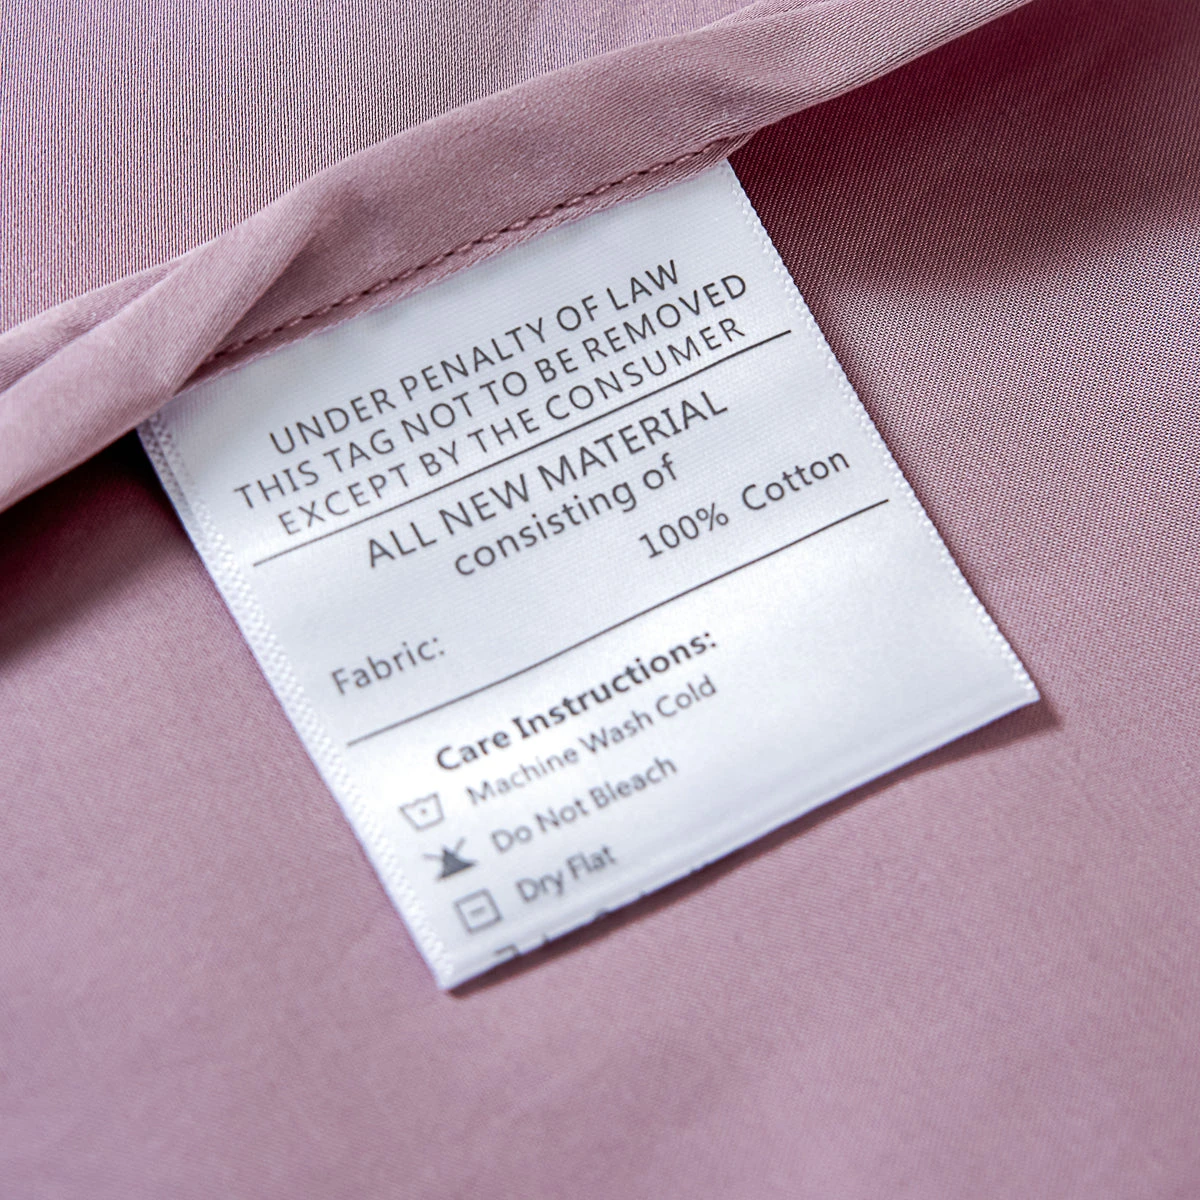 UNDER PENALTY OF LAW
THIS TAG NOT TO BE REMOVED
EXCEPT BY THE CONSUMER
ALL NEW MATERIAL
consisting of
100% Cotton
Fabric:
Care Instructions:
Machine Wash Cold
Do Not Bleach
Dry Flat